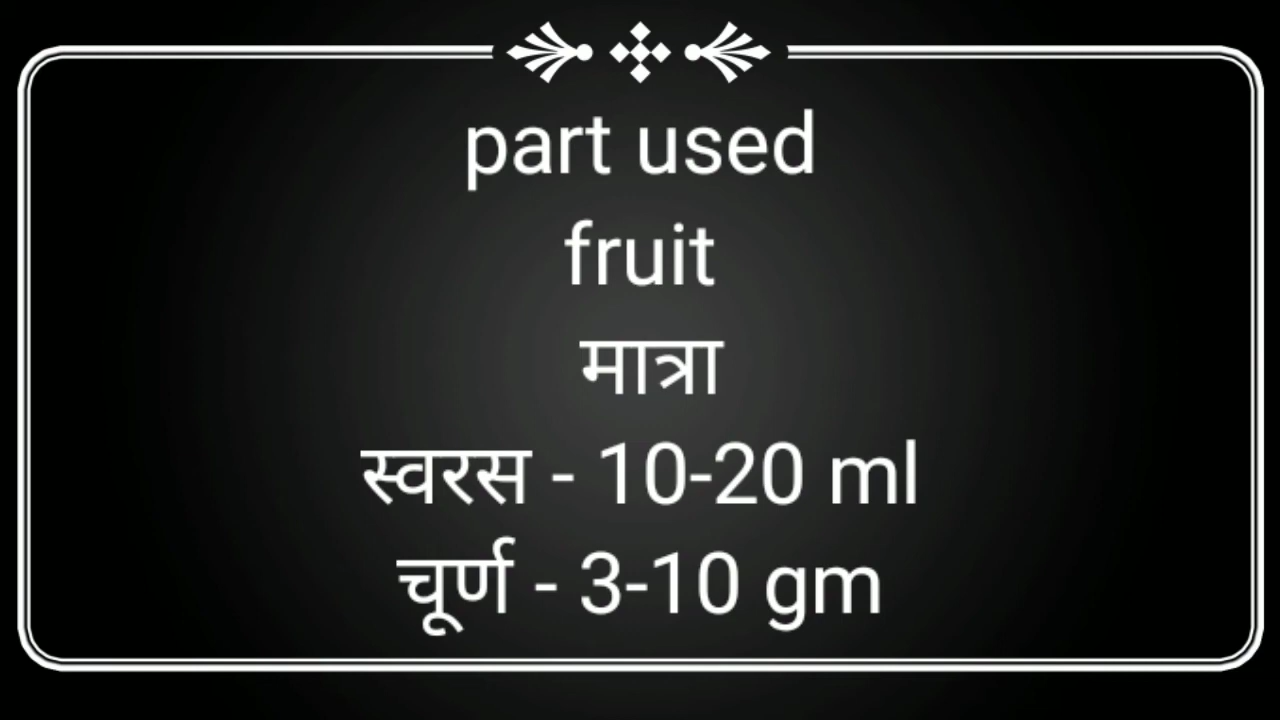 part used
fruit
मात्रा
स्वरस - 10-20 ml
चूर्ण - 3-10 gm